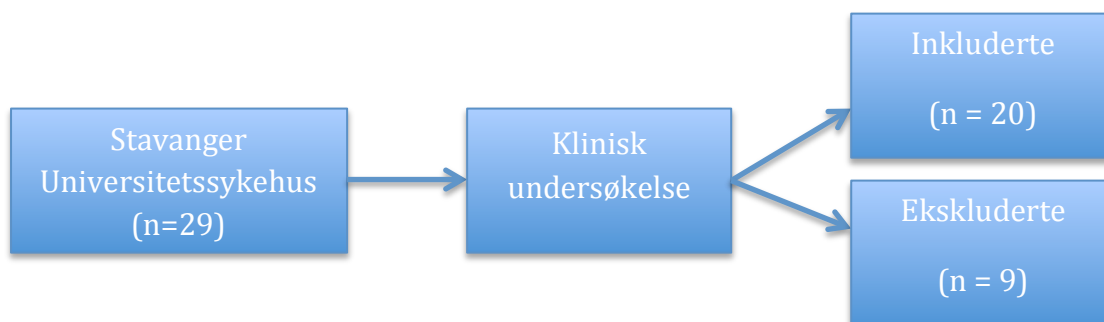 Stavanger
Universitetssykehus
(n=29)
Klinisk
undersøkelse
Inkluderte
(n = 20)
Ekskluderte
(n = 9)